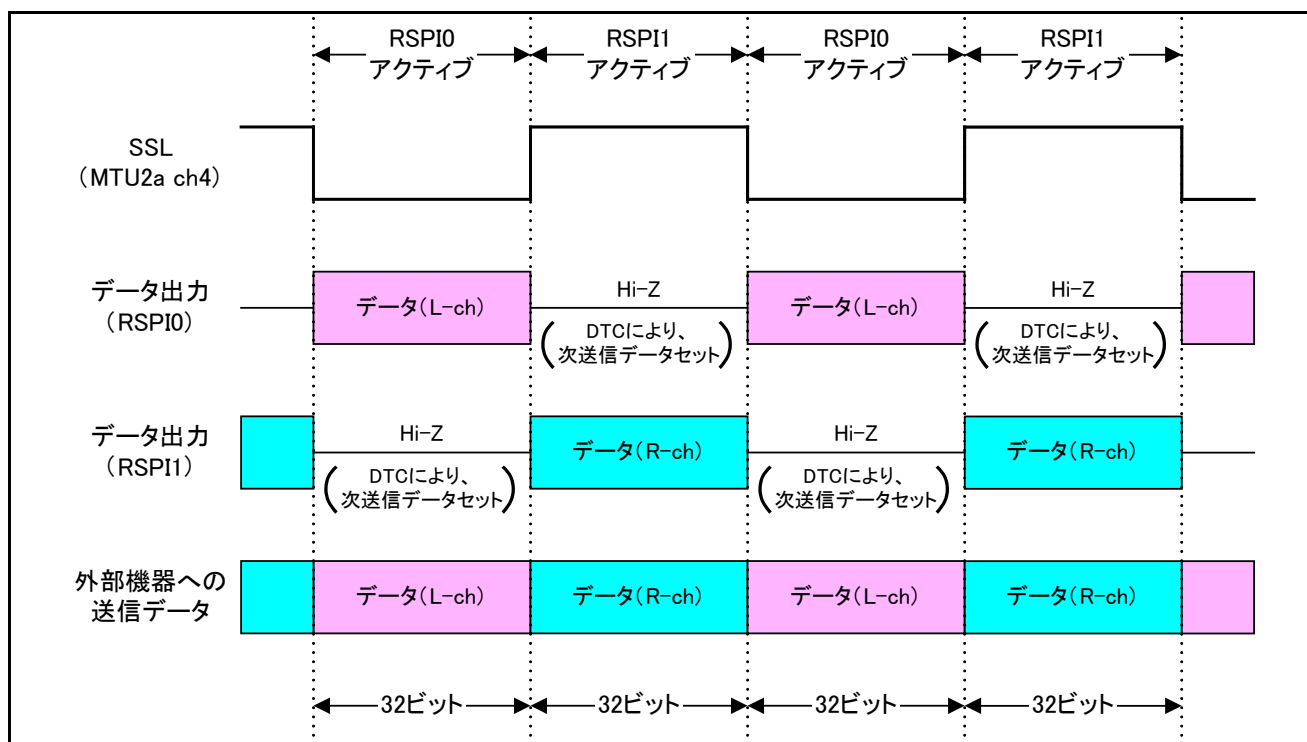 RSPI0
アクティブ
RSPI1
アクティブ
RSPI0
アクティブ
RSPI1
アクティブ
SSL
（MTU2a ch4）
データ出力
（RSPI0）
データ（L-ch）
Hi-Z
（DTCにより、
次送信データセット）
データ（L-ch）
Hi-Z
（DTCにより、
次送信データセット）
データ出力
（RSPI1）
Hi-Z
（DTCにより、
次送信データセット）
データ（R-ch）
Hi-Z
（DTCにより、
次送信データセット）
データ（R-ch）
外部機器への
送信データ
データ（L-ch）
データ（R-ch）
データ（L-ch）
データ（R-ch）
32ビット
32ビット
32ビット
32ビット